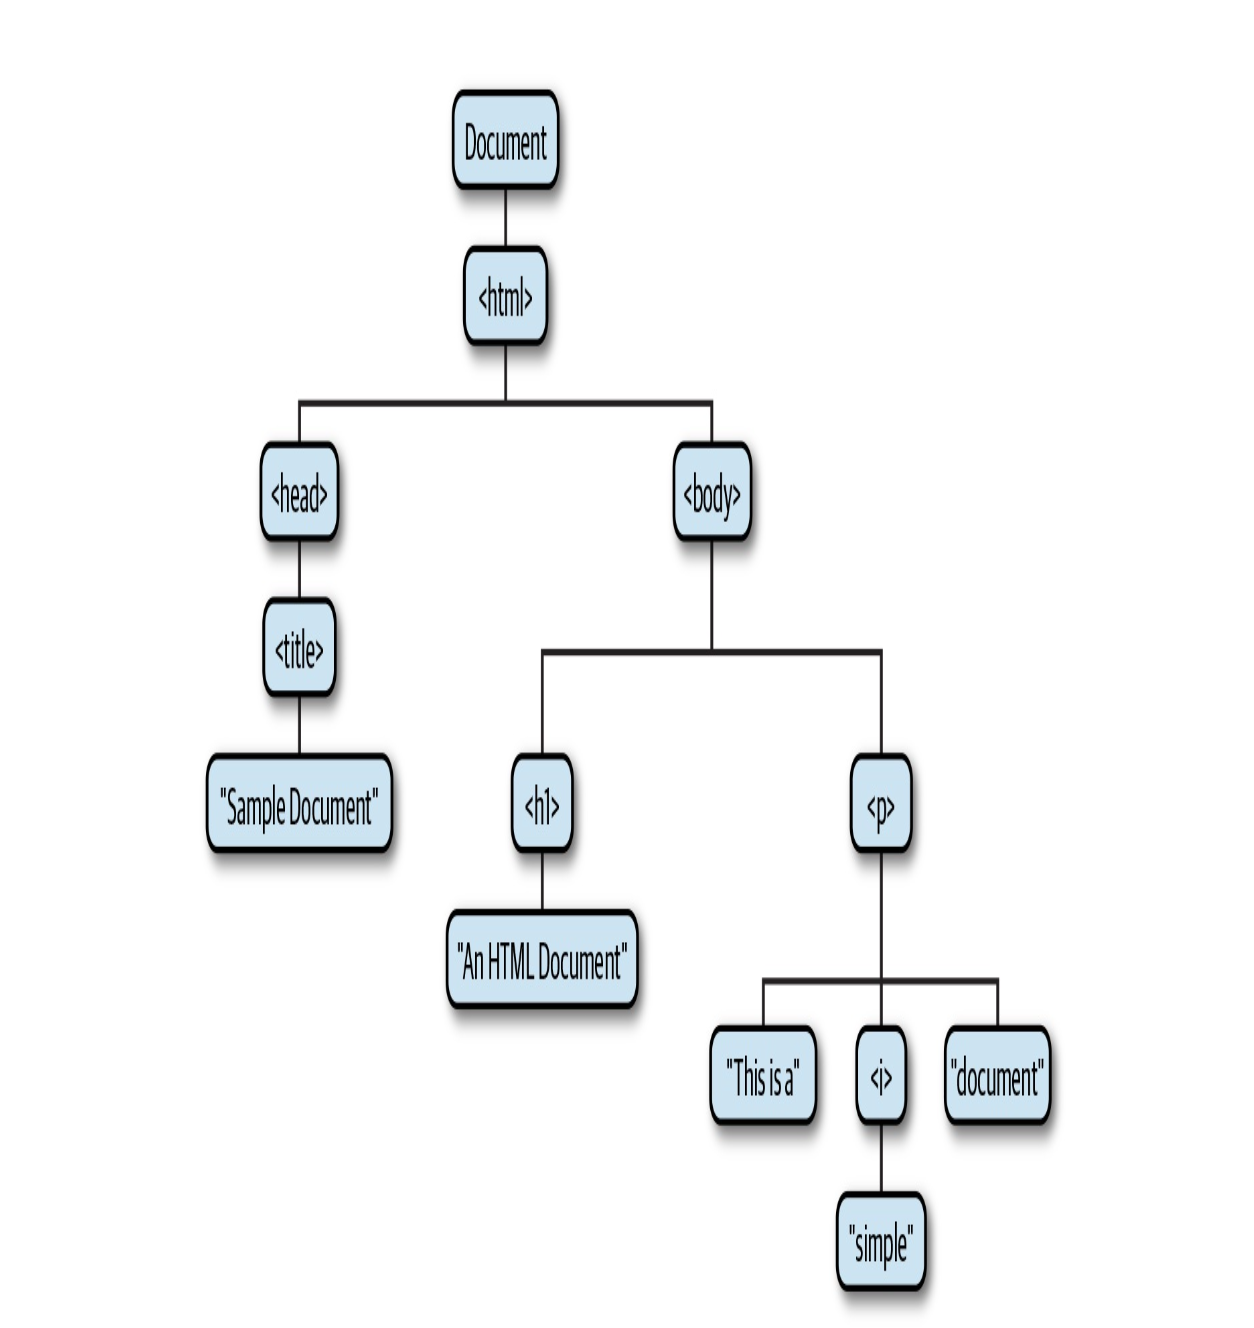 Document
<html>
<head>
<body>
<title>
"Sample Document"
<h1>
<p>
"An HTML Document"
"This is a"
<i>
"document"
"simple"